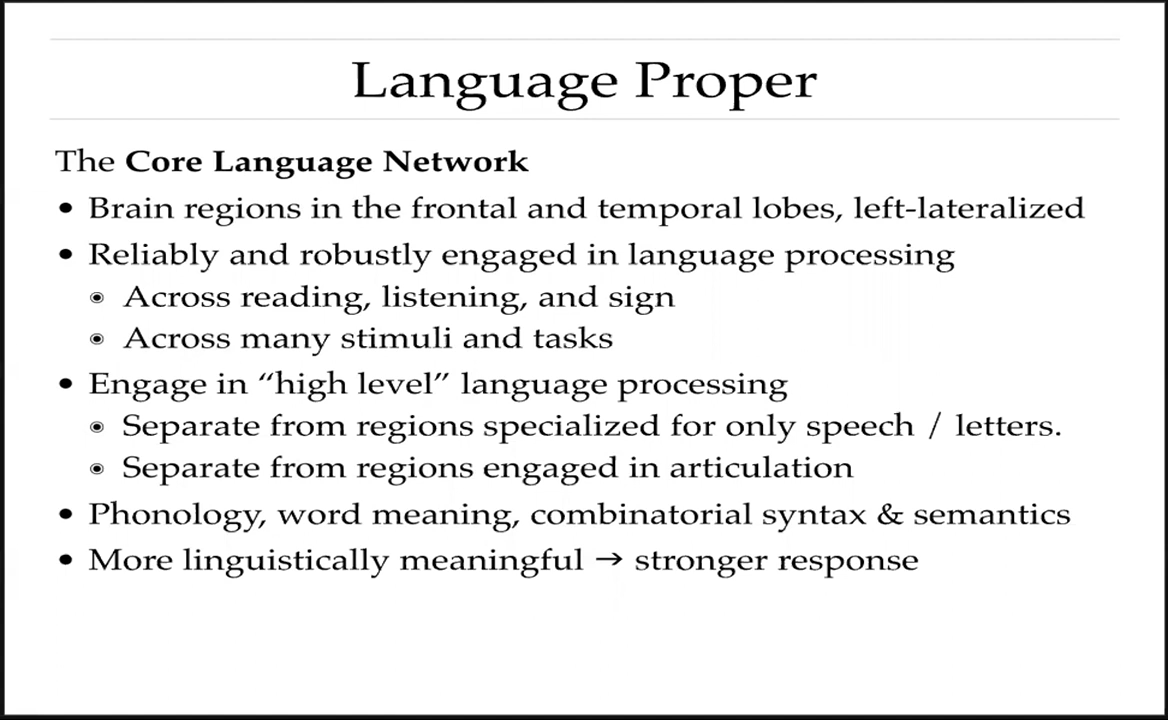 Language Proper
The Core Language Network
• Brain regions in the frontal and temporal lobes, left-lateralized
• Reliably and robustly engaged in language processing
◉ Across reading, listening, and sign
◉ Across many stimuli and tasks
• Engage in “high level” language processing
◉ Separate from regions specialized for only speech / letters.
◉ Separate from regions engaged in articulation
• Phonology, word meaning, combinatorial syntax & semantics
• More linguistically meaningful → stronger response